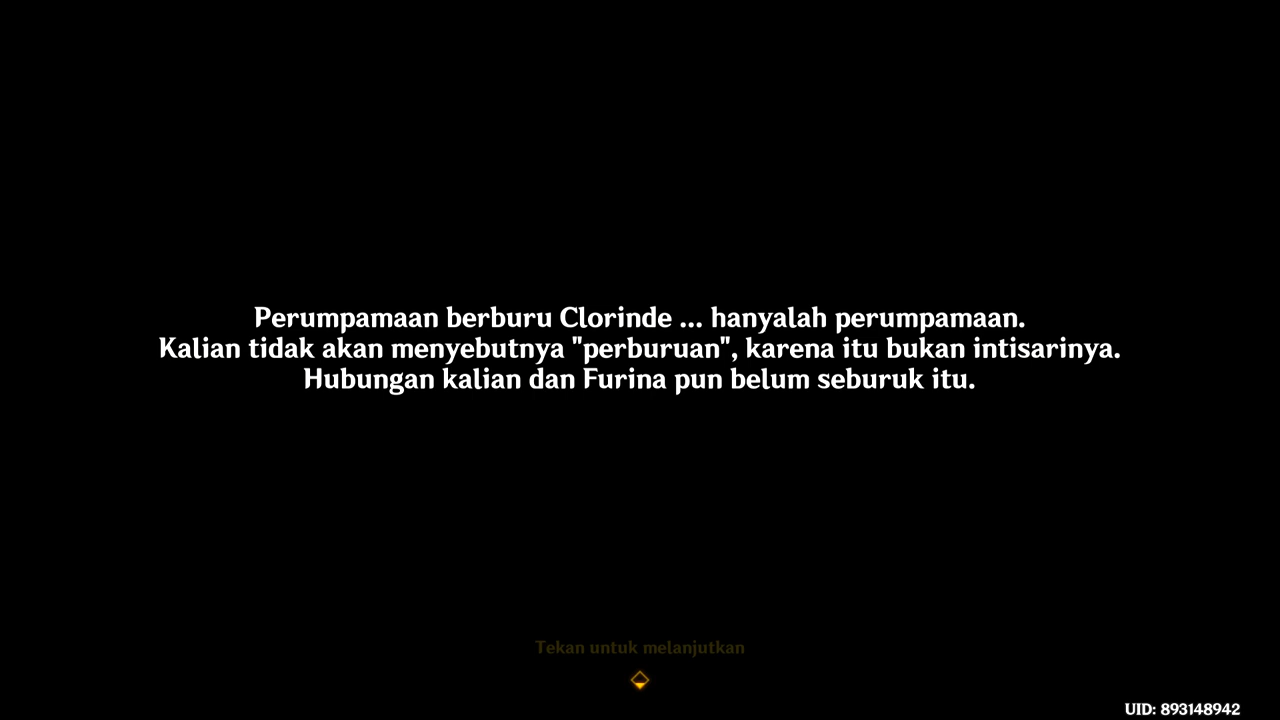 Perumpamaan berburu Clorinde ... hanyalah perumpamaan.
Kalian tidak akan menyebutnya "perburuan", karena itu bukan intisarinya.
Hubungan kalian dan Furina pun belum seburuk itu.
Tekan untuk melanjutkan
UID: 893148942